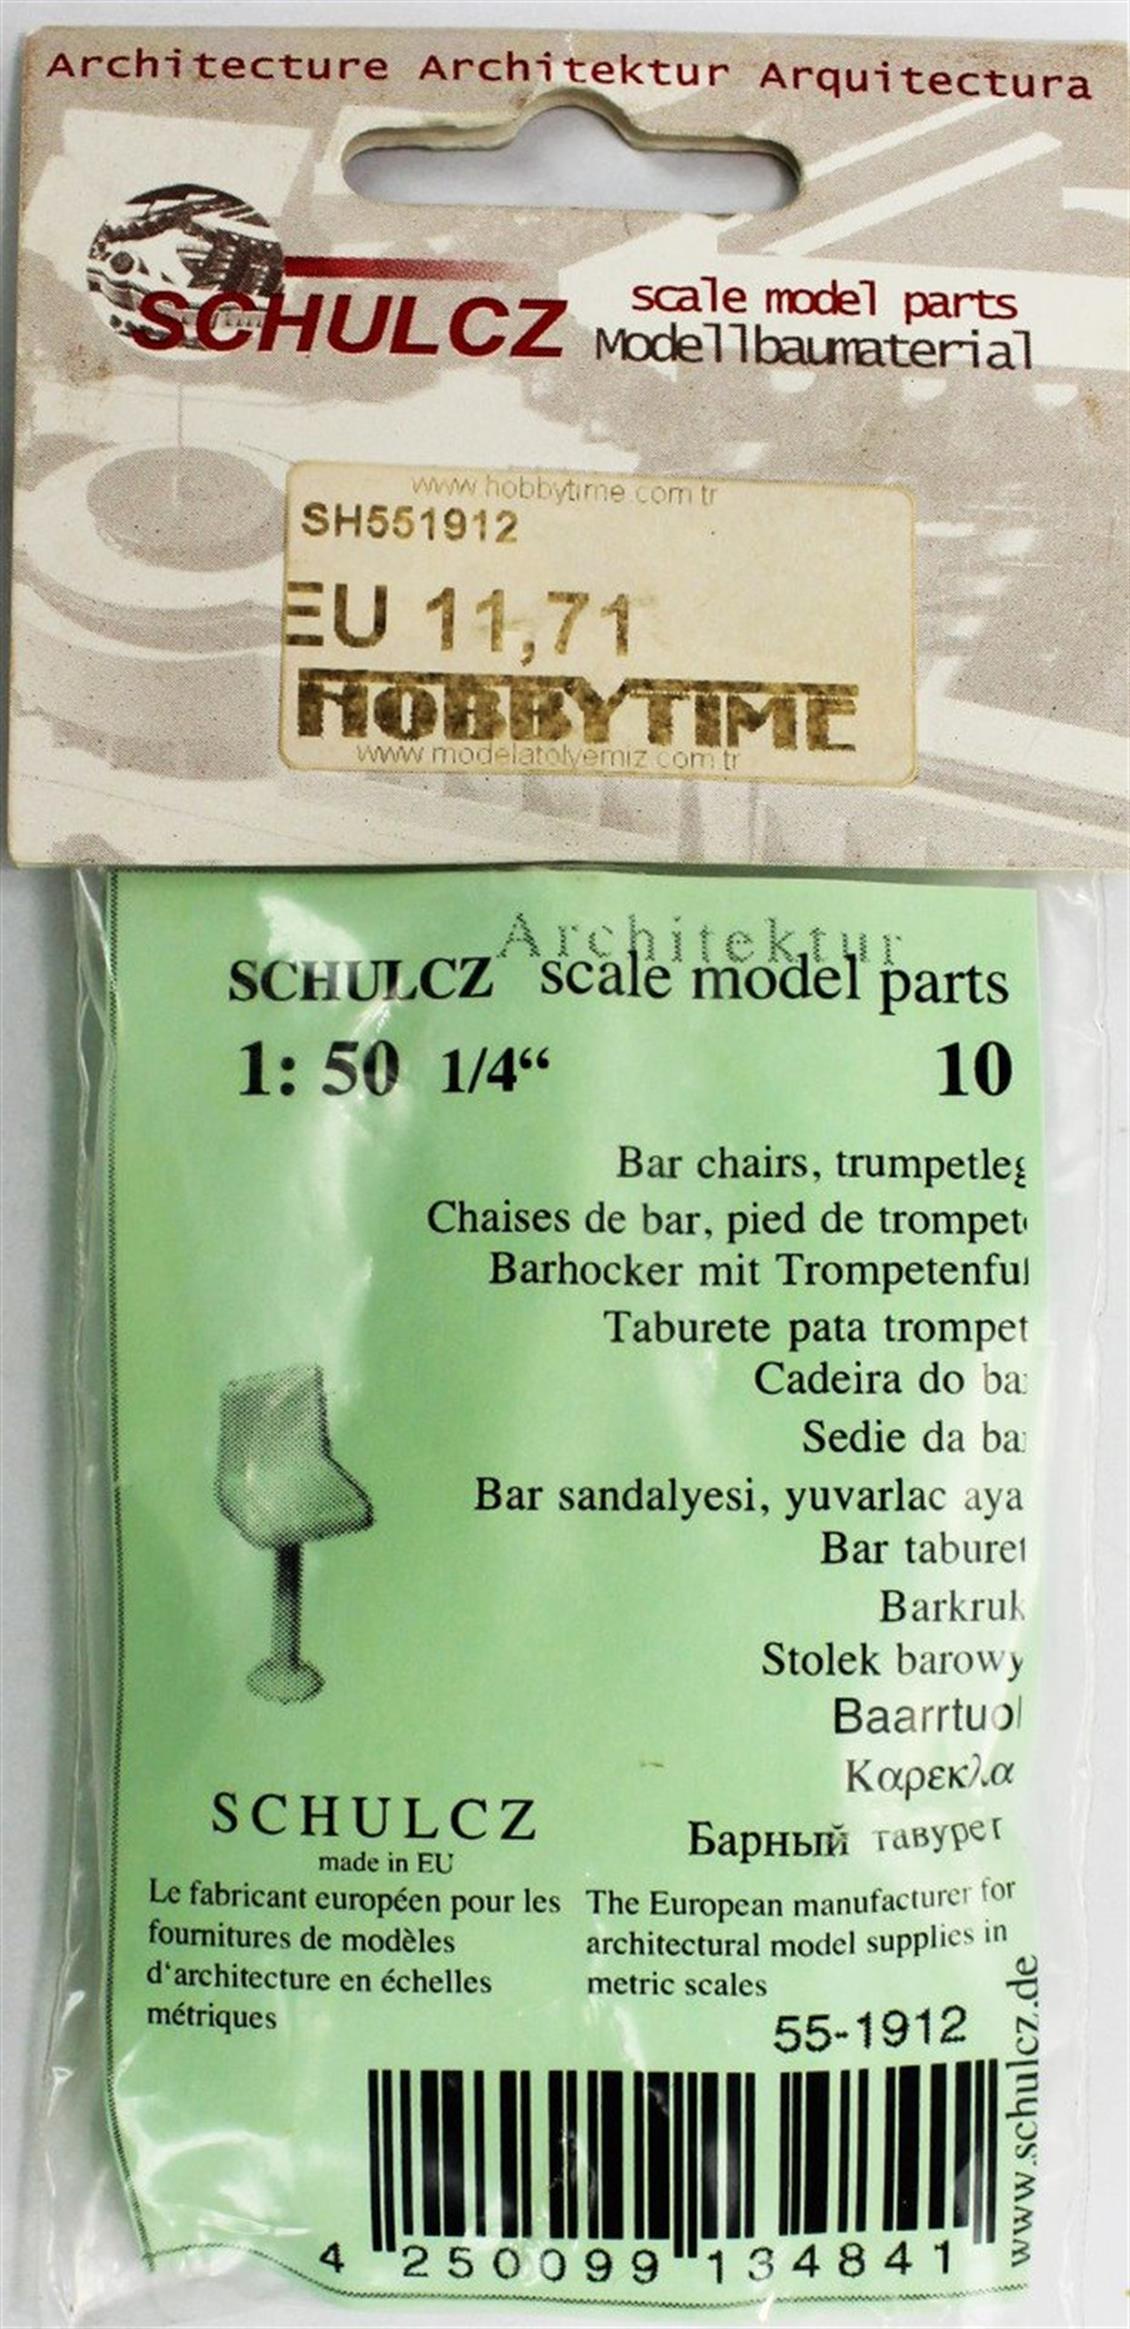 Architecture Architektur Arquitectura
SCHULCZ
scale model parts
Modellbaumaterial
www.hobbytime.com.tr
SH551912
EU 11,71
HOBBYTIME
www.modelatolyemiz.com.tr
Architektur
SCHULCZ scale model parts
1: 50 1/4“ 10
Bar chairs, trumpetleg
Chaises de bar, pied de trompet
Barhocker mit Trompetenfu
Taburete pata trompet
Cadeira do ba
Sedie da ba
Bar sandalyesi, yuvarlac aya
Bar taburet
Barkruk
Stolek barowy
Baarrtuol
Καρεκλα
Барный тавурет
SCHULCZ
made in EU
Le fabricant européen pour les
fournitures de modèles
d‘architecture en échelles
métriques
The European manufacturer for
architectural model supplies in
metric scales
55-1912
www.schulcz.de
4 250099 134841